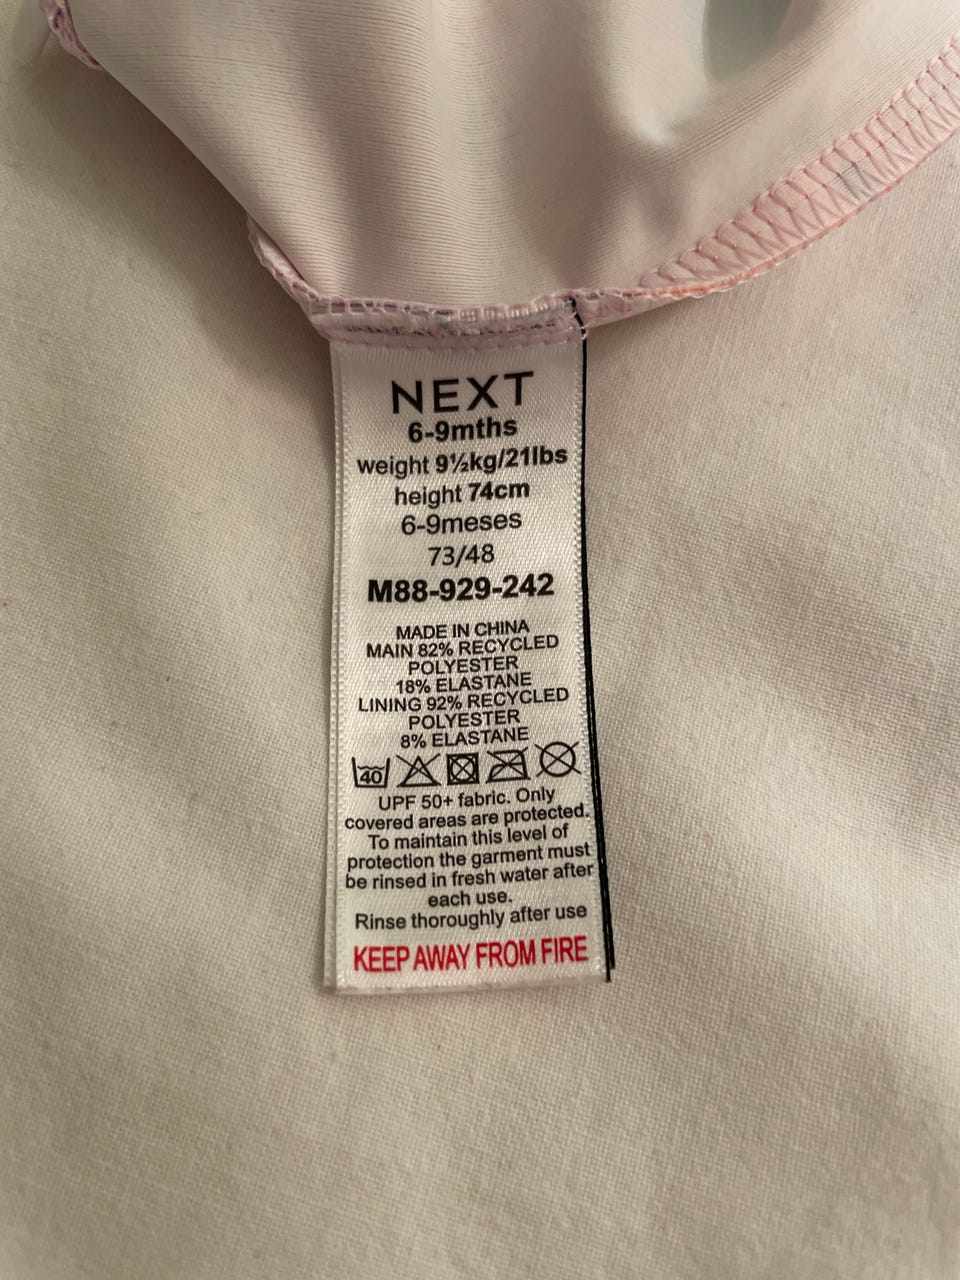 NEXT
6-9mths
weight 9½kg/21lbs
height 74cm
6-9meses
73/48
M88-929-242
MADE IN CHINA
MAIN 82% RECYCLED
POLYESTER
18% ELASTANE
LINING 92% RECYCLED
POLYESTER
8% ELASTANE
40
UPF 50+ fabric. Only
covered areas are protected.
To maintain this level of
protection the garment must
be rinsed in fresh water after
each use.
Rinse thoroughly after use
KEEP AWAY FROM FIRE